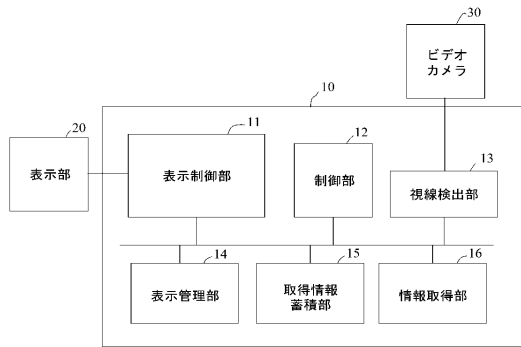 30
ビデオ
カメラ
10
20
表示部
11
表示制御部
12
制御部
13
視線検出部
14
表示管理部
15
取得情報
蓄積部
16
情報取得部